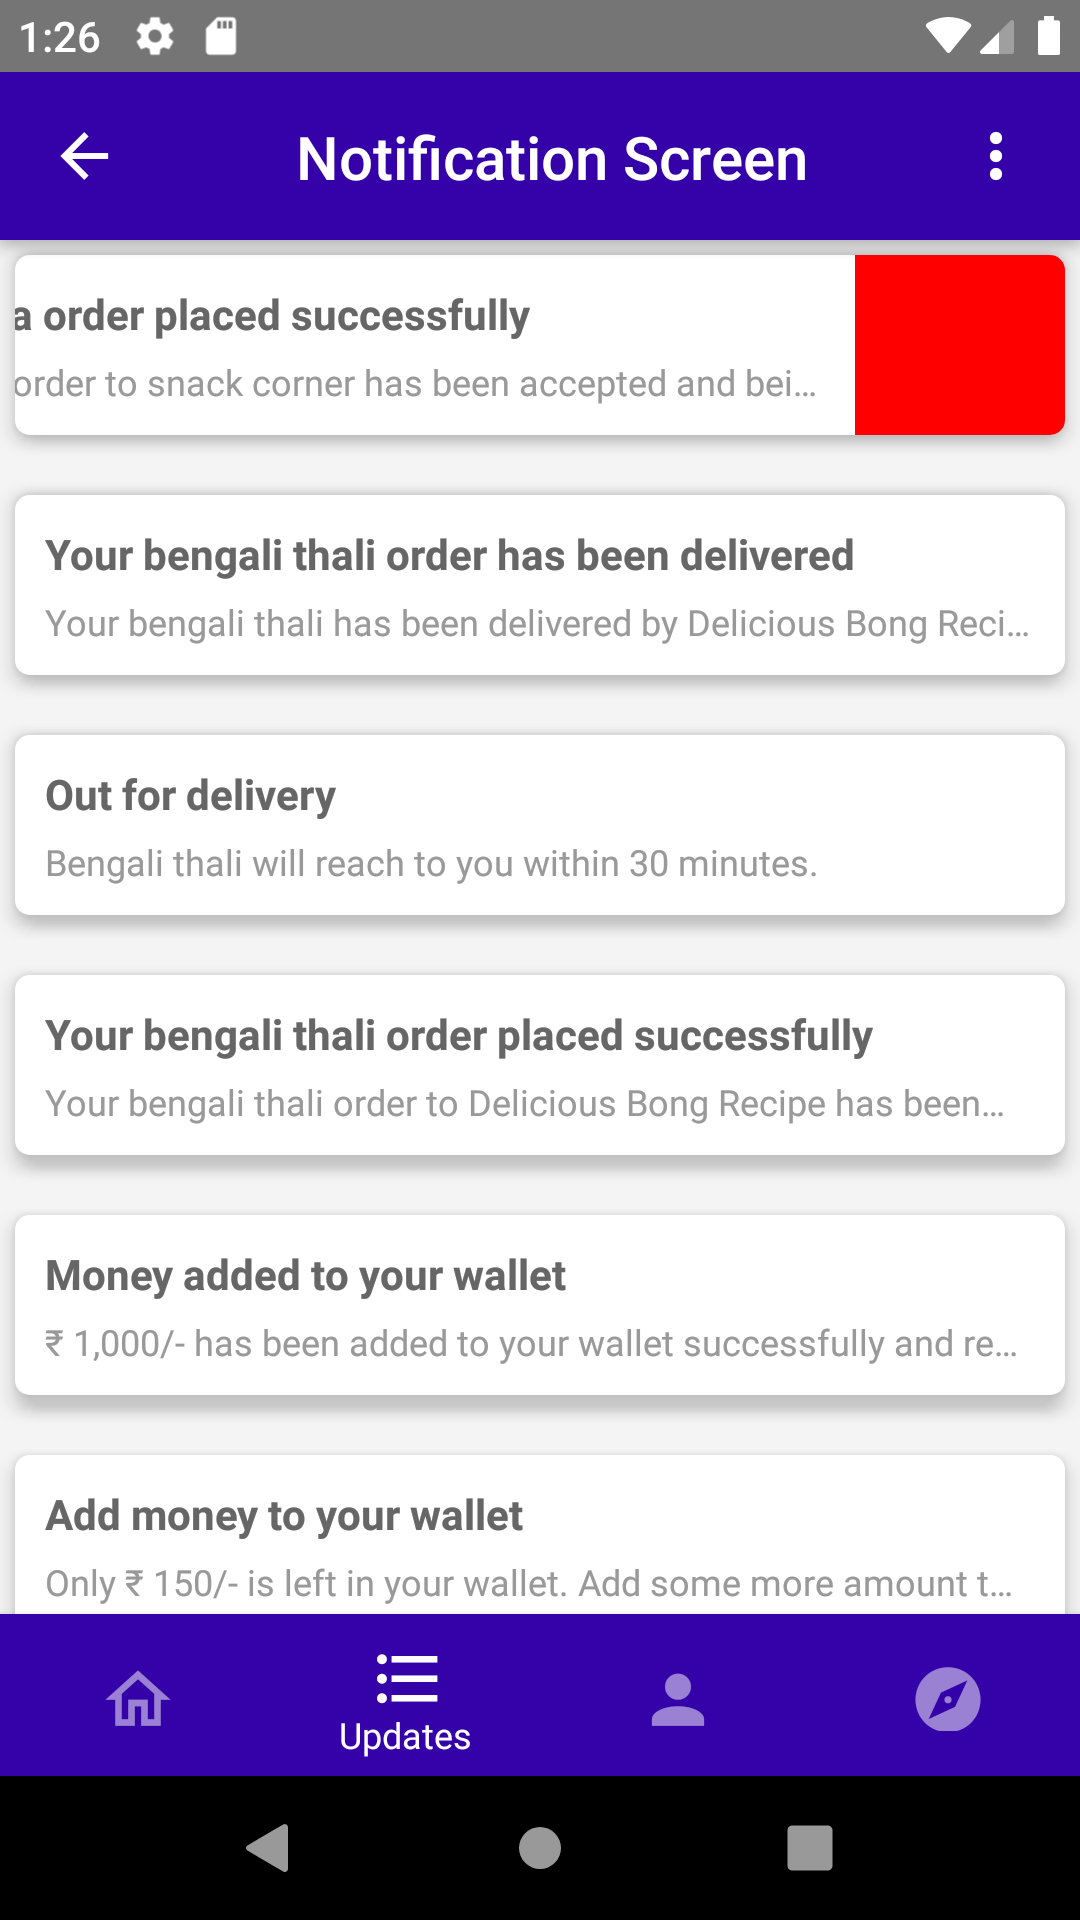 1:26
Notification Screen
a order placed successfully
order to snack corner has been accepted and bei...
Your bengali thali order has been delivered
Your bengali thali has been delivered by Delicious Bong Reci...
Out for delivery
Bengali thali will reach to you within 30 minutes.
Your bengali thali order placed successfully
Your bengali thali order to Delicious Bong Recipe has been...
Money added to your wallet
₹ 1,000/- has been added to your wallet successfully and re...
Add money to your wallet
Only ₹ 150/- is left in your wallet. Add some more amount t...
Updates